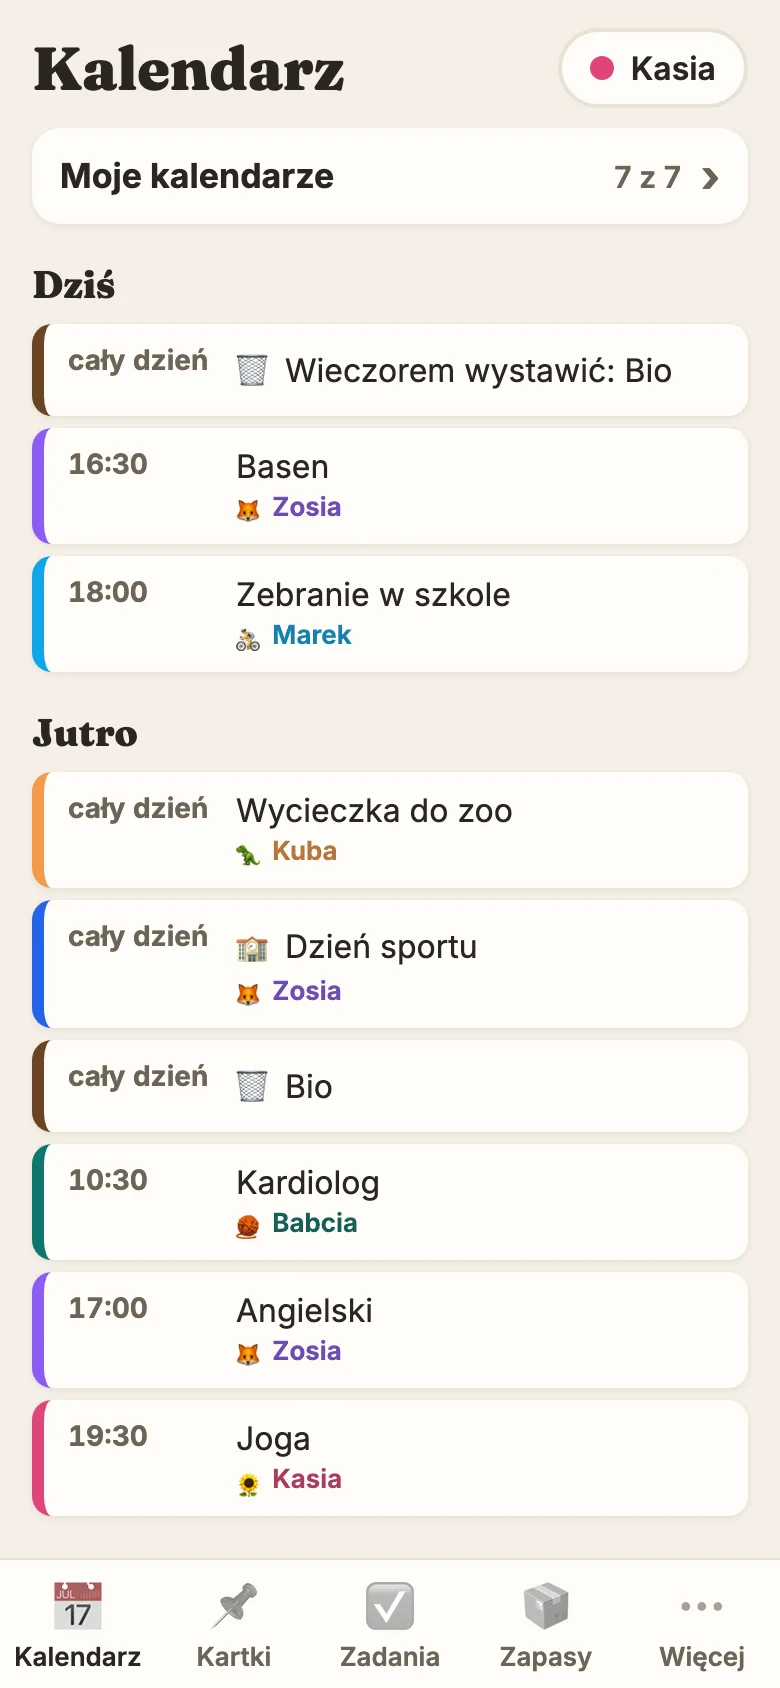 Kalendarz
Kasia
Moje kalendarze 7 z 7
Dziś
cały dzień Wieczorem wystawić: Bio
16:30 Basen
Zosia
18:00 Zebranie w szkole
Marek
Jutro
cały dzień Wycieczka do zoo
Kuba
cały dzień Dzień sportu
Zosia
cały dzień Bio
10:30 Kardiolog
Babcia
17:00 Angielski
Zosia
19:30 Joga
Kasia
JUL
17
Kalendarz Kartki Zadania Zapasy Więcej